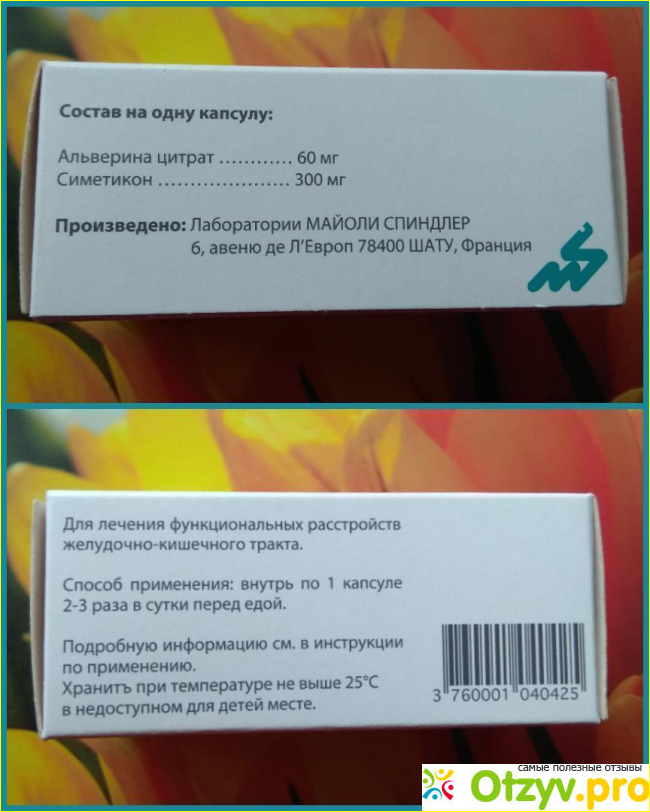 Состав на одну капсулу:
Альверина цитрат ............ 60 мг
Симетикон ..................... 300 мг
Произведено: Лаборатории МАЙОЛИ СПИНДЛЕР
6, авеню де Л'Европ 78400 ШАТУ, Франция
Для лечения функциональных расстройств
желудочно-кишечного тракта.
Способ применения: внутрь по 1 капсуле
2-3 раза в сутки перед едой.
Подробную информацию см. в инструкции
по применению.
Хранить при температуре не выше 25°C
в недоступном для детей месте.
3 760001 040425
самые полезные отзывы
Otzyv.pro